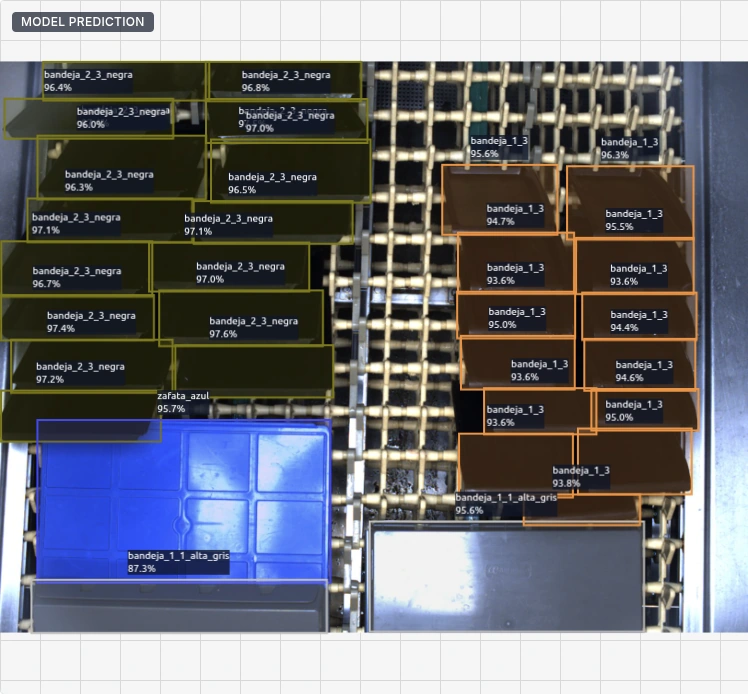 MODEL PREDICTION
bandeja_2_3_negra
96.4%
bandeja_2_3_negra
96.8%
bandeja_2_3_negra
96.0%
bandeja_2_3_negra
97.0%
bandeja_1_3
95.6%
bandeja_1_3
96.3%
bandeja_2_3_negra
96.3%
bandeja_2_3_negra
96.5%
bandeja_1_3
94.7%
bandeja_1_3
95.5%
bandeja_2_3_negra
97.1%
bandeja_2_3_negra
97.1%
bandeja_2_3_negra
96.7%
bandeja_2_3_negra
97.0%
bandeja_1_3
93.6%
bandeja_1_3
93.6%
bandeja_2_3_negra
97.4%
bandeja_2_3_negra
97.6%
bandeja_1_3
95.0%
bandeja_1_3
94.4%
bandeja_2_3_negra
97.2%
bandeja_1_3
93.6%
bandeja_1_3
94.6%
zafata_azul
95.7%
bandeja_1_3
93.6%
bandeja_1_3
95.0%
bandeja_1_3
93.8%
bandeja_1_1_alta_gris
95.6%
bandeja_1_1_alta_gris
87.3%